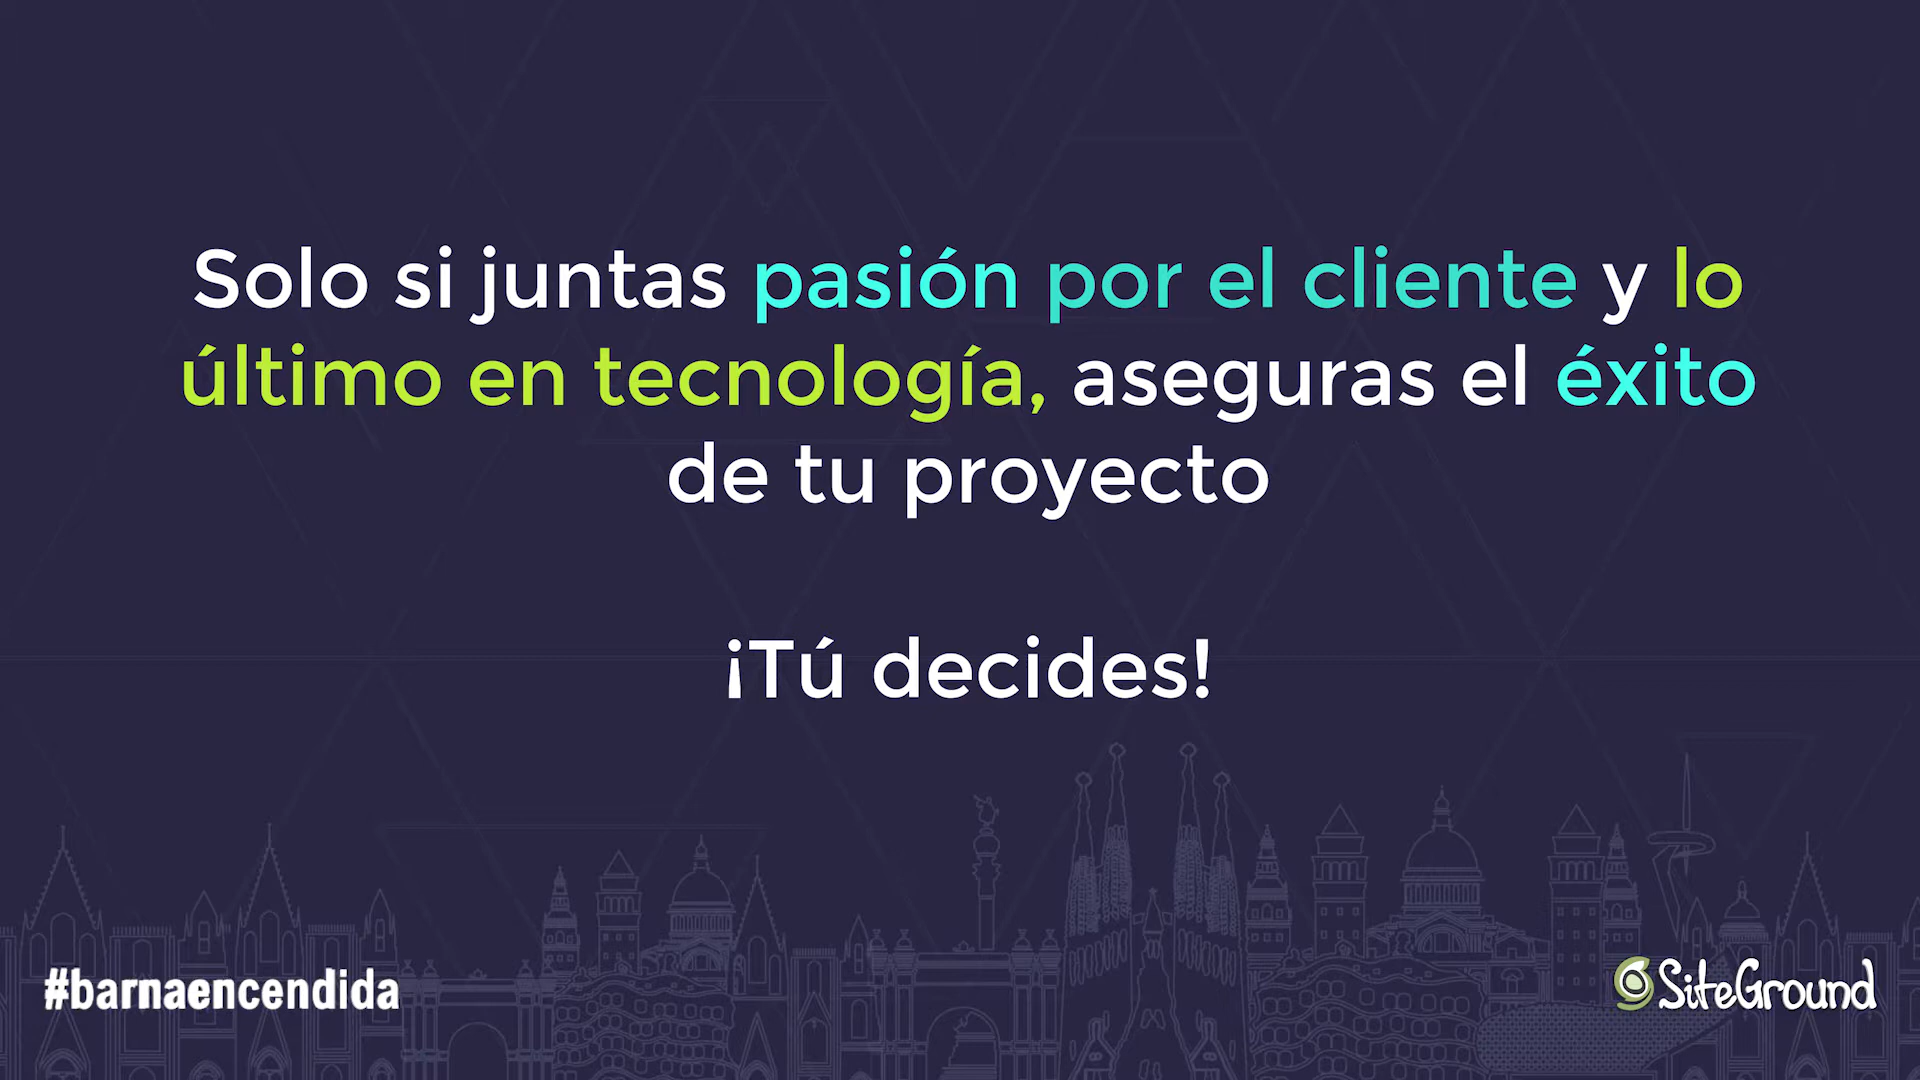 Solo si juntas pasión por el cliente y lo
último en tecnología, aseguras el éxito
de tu proyecto
¡Tú decides!
#barnaencendida
SiteGround